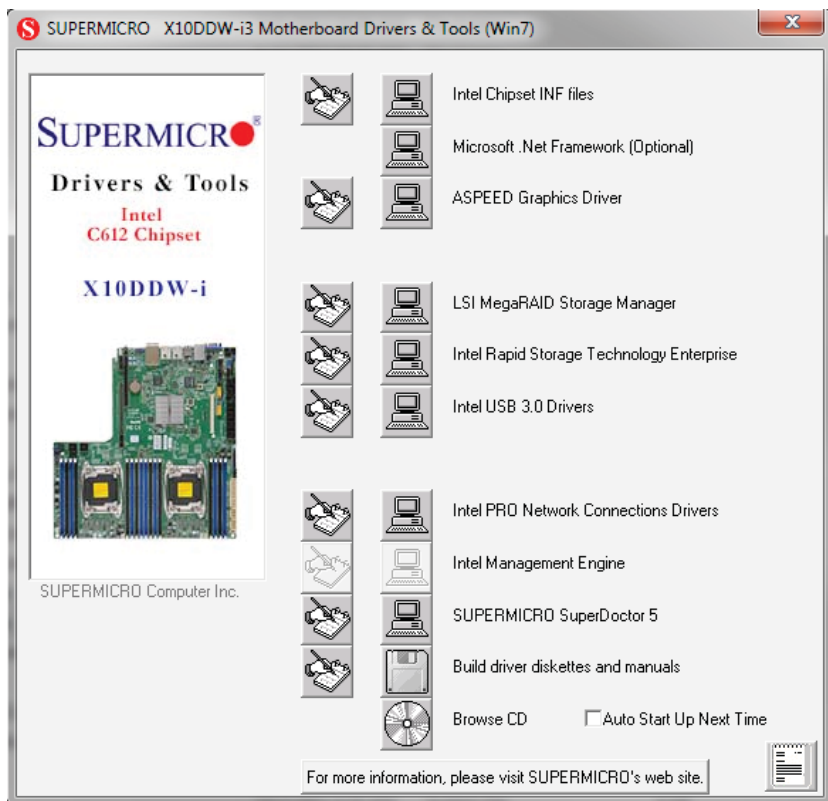 SUPERMICRO X10DDW-i3 Motherboard Drivers & Tools (Win7)
SUPERMICRO®
Drivers & Tools
Intel
C612 Chipset
X10DDW-i
SUPERMICRO Computer Inc.
Intel Chipset INF files
Microsoft .Net Framework (Optional)
ASPEED Graphics Driver
LSI MegaRAID Storage Manager
Intel Rapid Storage Technology Enterprise
Intel USB 3.0 Drivers
Intel PRO Network Connections Drivers
Intel Management Engine
SUPERMICRO SuperDoctor 5
Build driver diskettes and manuals
Browse CD
Auto Start Up Next Time
For more information, please visit SUPERMICRO's web site.